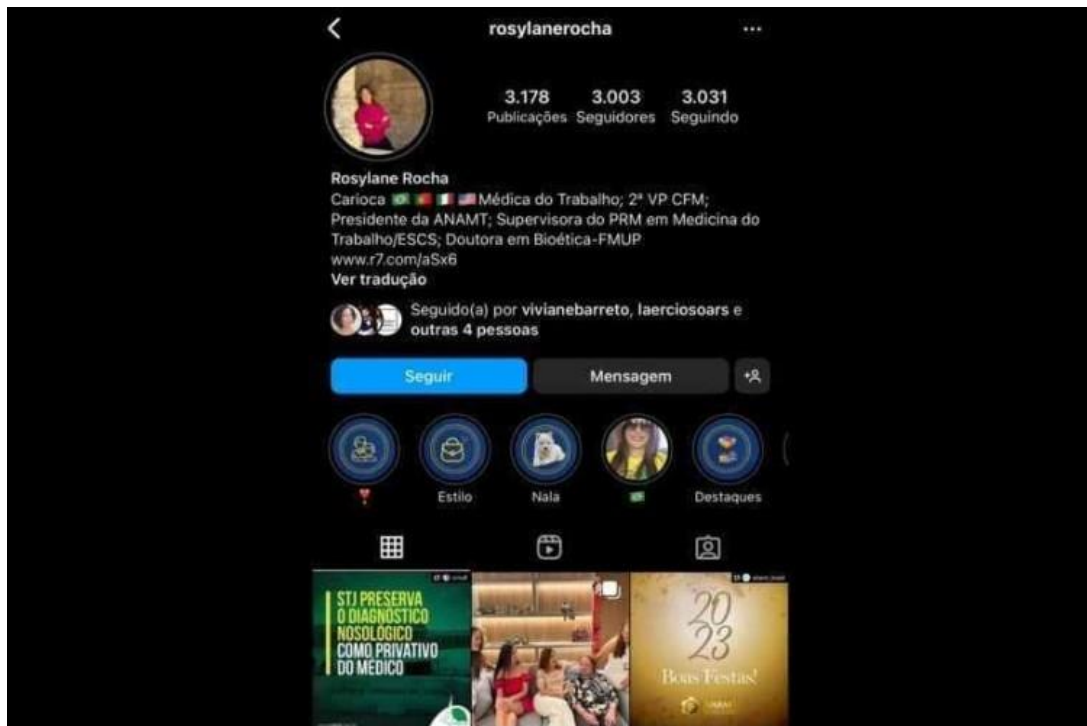 rosylanerocha
3.178 3.003 3.031
Publicações Seguidores Seguindo
Rosylane Rocha
Carioca 🇧🇷 🇵🇹 🇮🇹 🇺🇸 Médica do Trabalho; 2ª VP CFM;
Presidente da ANAMT; Supervisora do PRM em Medicina do
Trabalho/ESCS; Doutora em Bioética-FMUP
www.r7.com/aSx6
Ver tradução
Seguido(a) por vivianebarreto, laerciosoars e
outras 4 pessoas
Seguir Mensagem
Estilo Nala Destaques
STJ PRESERVA
O DIAGNÓSTICO
NOSOLÓGICO
COMO PRIVATIVO
DO MÉDICO
20
23
Boas Festas!